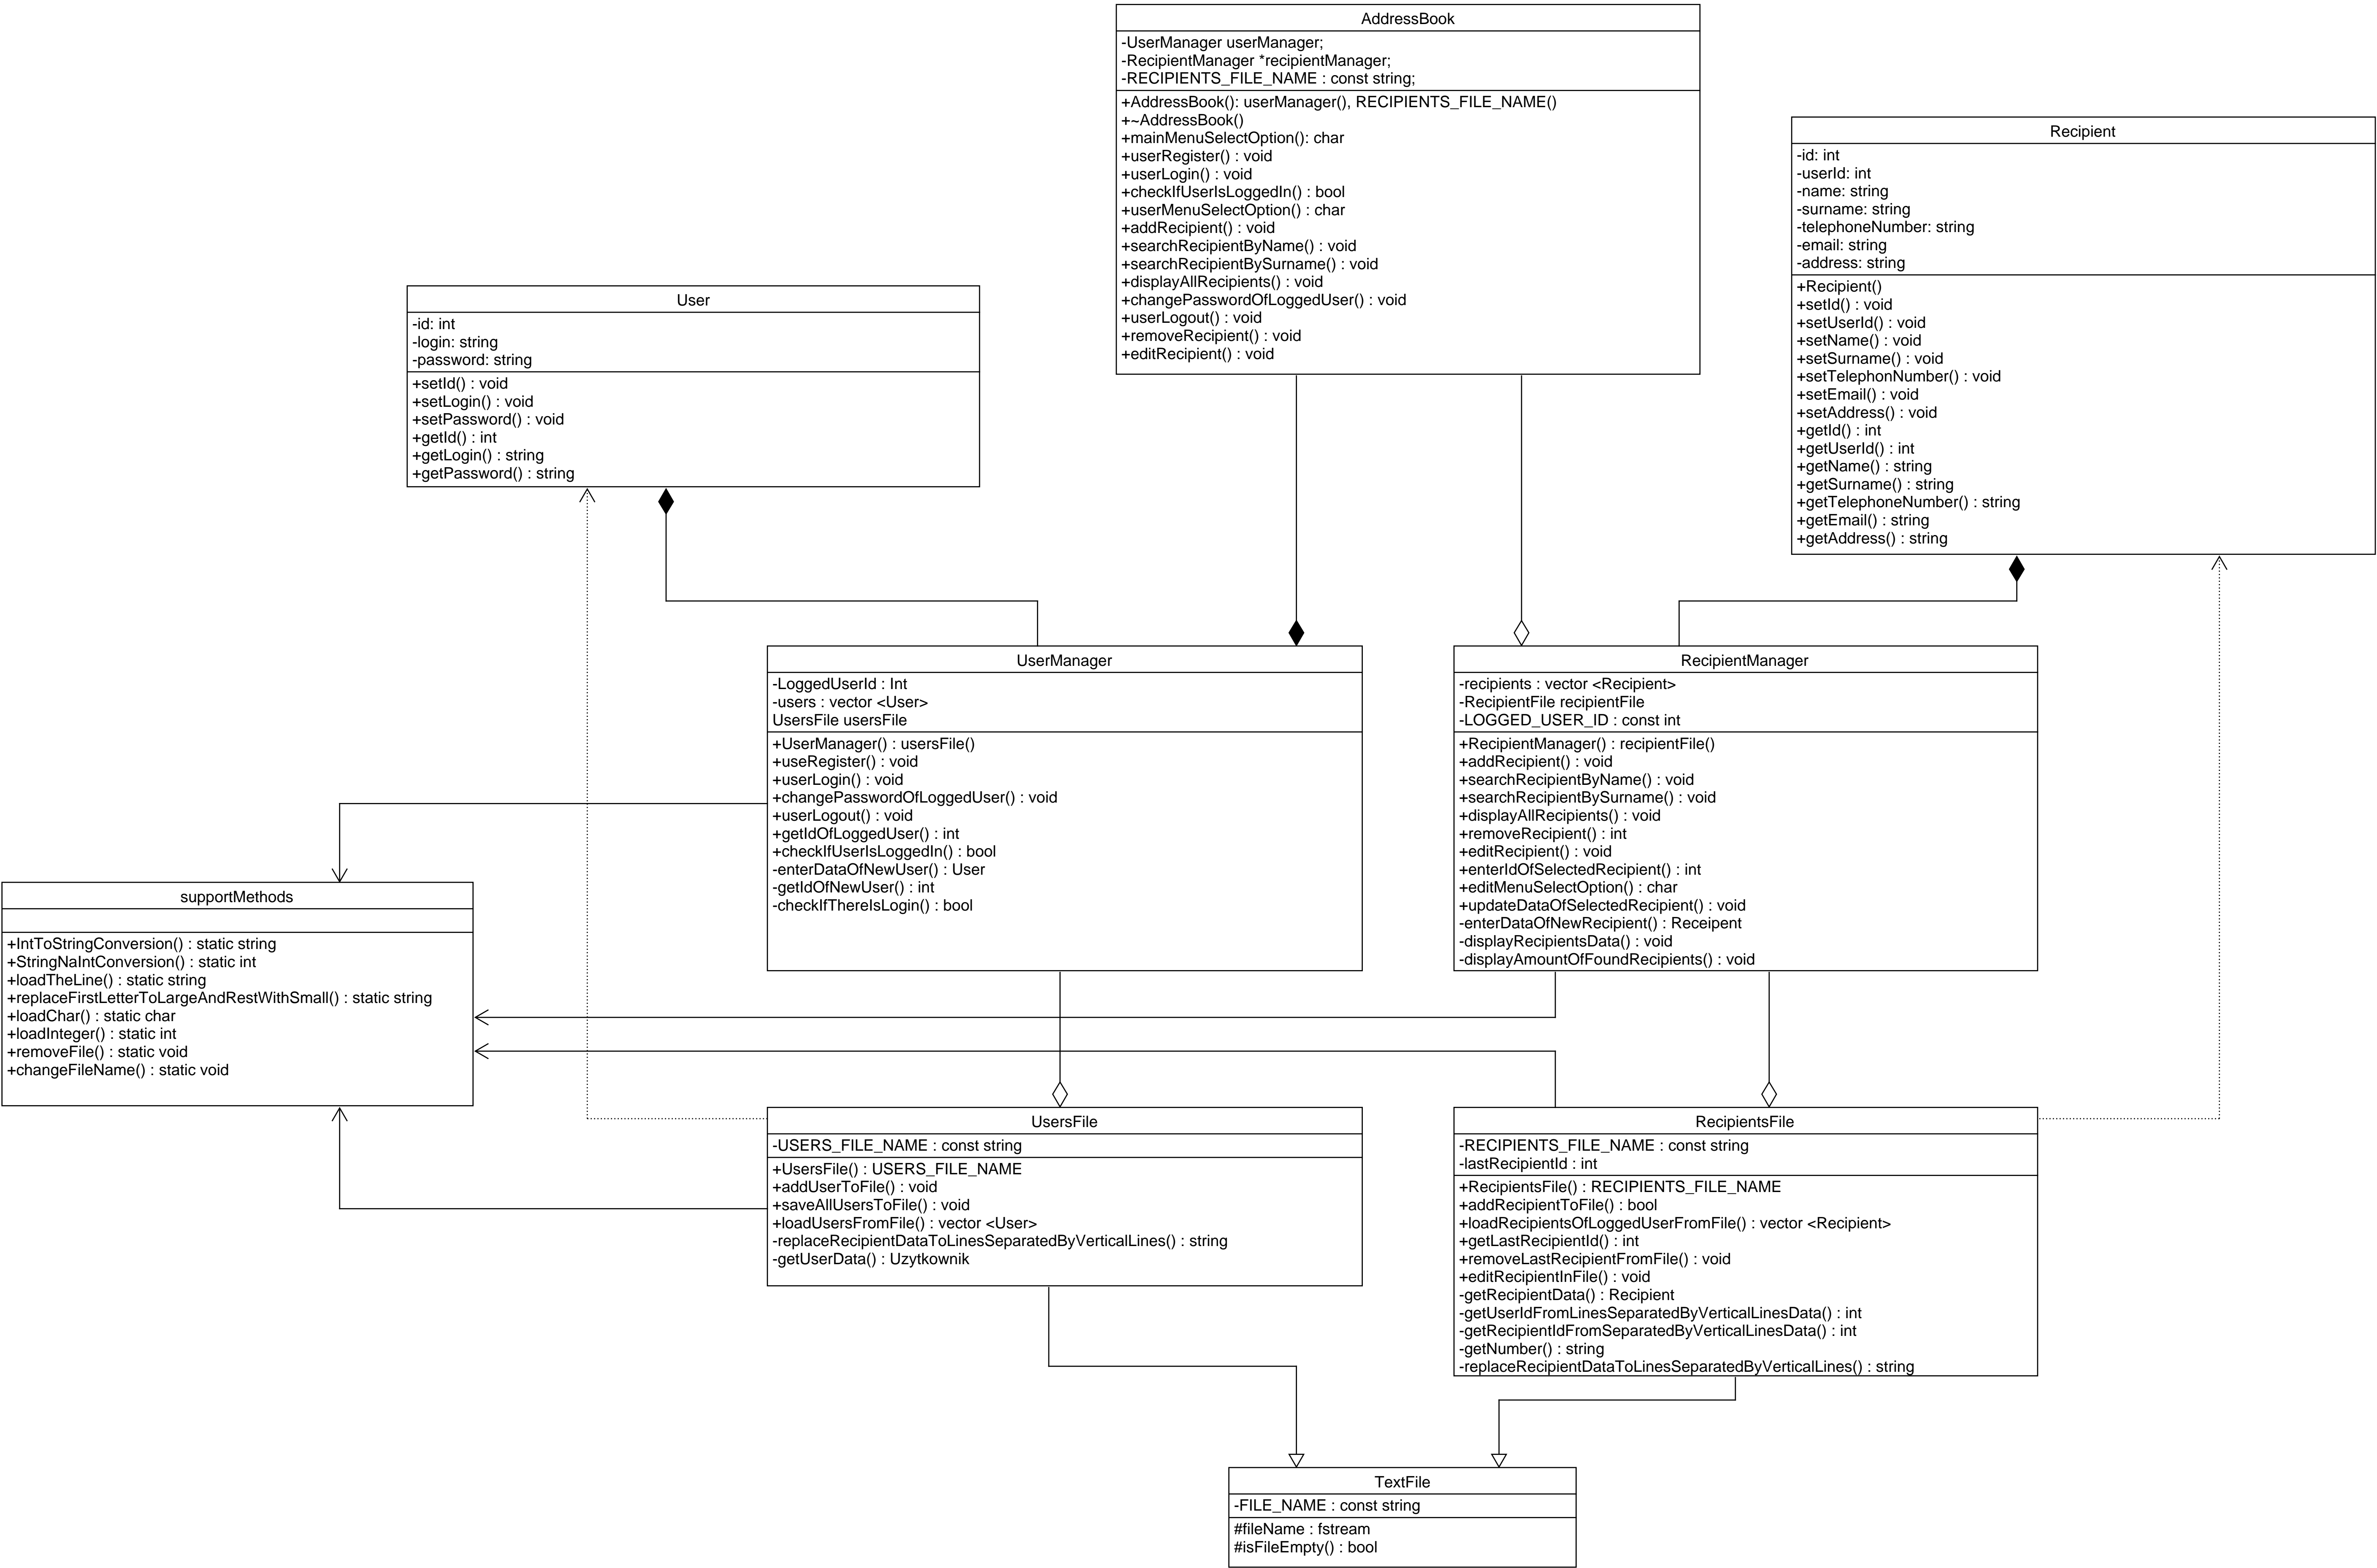 AddressBook
-UserManager userManager;
-RecipientManager *recipientManager;
-RECIPIENTS_FILE_NAME : const string;
+AddressBook(): userManager(), RECIPIENTS_FILE_NAME()
+~AddressBook()
+mainMenuSelectOption(): char
+userRegister() : void
+userLogin() : void
+checkIfUserIsLoggedIn() : bool
+userMenuSelectOption() : char
+addRecipient() : void
+searchRecipientByName() : void
+searchRecipientBySurname() : void
+displayAllRecipients() : void
+changePasswordOfLoggedUser() : void
+userLogout() : void
+removeRecipient() : void
+editRecipient() : void
Recipient
-id: int
-userId: int
-name: string
-surname: string
-telephoneNumber: string
-email: string
-address: string
+Recipient()
+setId() : void
+setUserId() : void
+setName() : void
+setSurname() : void
+setTelephonNumber() : void
+setEmail() : void
+setAddress() : void
+getId() : int
+getUserId() : int
+getName() : string
+getSurname() : string
+getTelephoneNumber() : string
+getEmail() : string
+getAddress() : string
User
-id: int
-login: string
-password: string
+setId() : void
+setLogin() : void
+setPassword() : void
+getId() : int
+getLogin() : string
+getPassword() : string
UserManager
-LoggedUserId : Int
-users : vector <User>
UsersFile usersFile
+UserManager() : usersFile()
+useRegister() : void
+userLogin() : void
+changePasswordOfLoggedUser() : void
+userLogout() : void
+getIdOfLoggedUser() : int
+checkIfUserIsLoggedIn() : bool
-enterDataOfNewUser() : User
-getIdOfNewUser() : int
-checkIfThereIsLogin() : bool
RecipientManager
-recipients : vector <Recipient>
-RecipientFile recipientFile
-LOGGED_USER_ID : const int
+RecipientManager() : recipientFile()
+addRecipient() : void
+searchRecipientByName() : void
+searchRecipientBySurname() : void
+displayAllRecipients() : void
+removeRecipient() : int
+editRecipient() : void
+enterIdOfSelectedRecipient() : int
+editMenuSelectOption() : char
+updateDataOfSelectedRecipient() : void
-enterDataOfNewRecipient() : Receipent
-displayRecipientsData() : void
-displayAmountOfFoundRecipients() : void
supportMethods
+IntToStringConversion() : static string
+StringNaIntConversion() : static int
+loadTheLine() : static string
+replaceFirstLetterToLargeAndRestWithSmall() : static string
+loadChar() : static char
+loadInteger() : static int
+removeFile() : static void
+changeFileName() : static void
UsersFile
-USERS_FILE_NAME : const string
+UsersFile() : USERS_FILE_NAME
+addUserToFile() : void
+saveAllUsersToFile() : void
+loadUsersFromFile() : vector <User>
-replaceRecipientDataToLinesSeparatedByVerticalLines() : string
-getUserData() : Uzytkownik
RecipientsFile
-RECIPIENTS_FILE_NAME : const string
-lastRecipientId : int
+RecipientsFile() : RECIPIENTS_FILE_NAME
+addRecipientToFile() : bool
+loadRecipientsOfLoggedUserFromFile() : vector <Recipient>
+getLastRecipientId() : int
+removeLastRecipientFromFile() : void
+editRecipientInFile() : void
-getRecipientData() : Recipient
-getUserIdFromLinesSeparatedByVerticalLinesData() : int
-getRecipientIdFromSeparatedByVerticalLinesData() : int
-getNumber() : string
-replaceRecipientDataToLinesSeparatedByVerticalLines() : string
TextFile
-FILE_NAME : const string
#fileName : fstream
#isFileEmpty() : bool